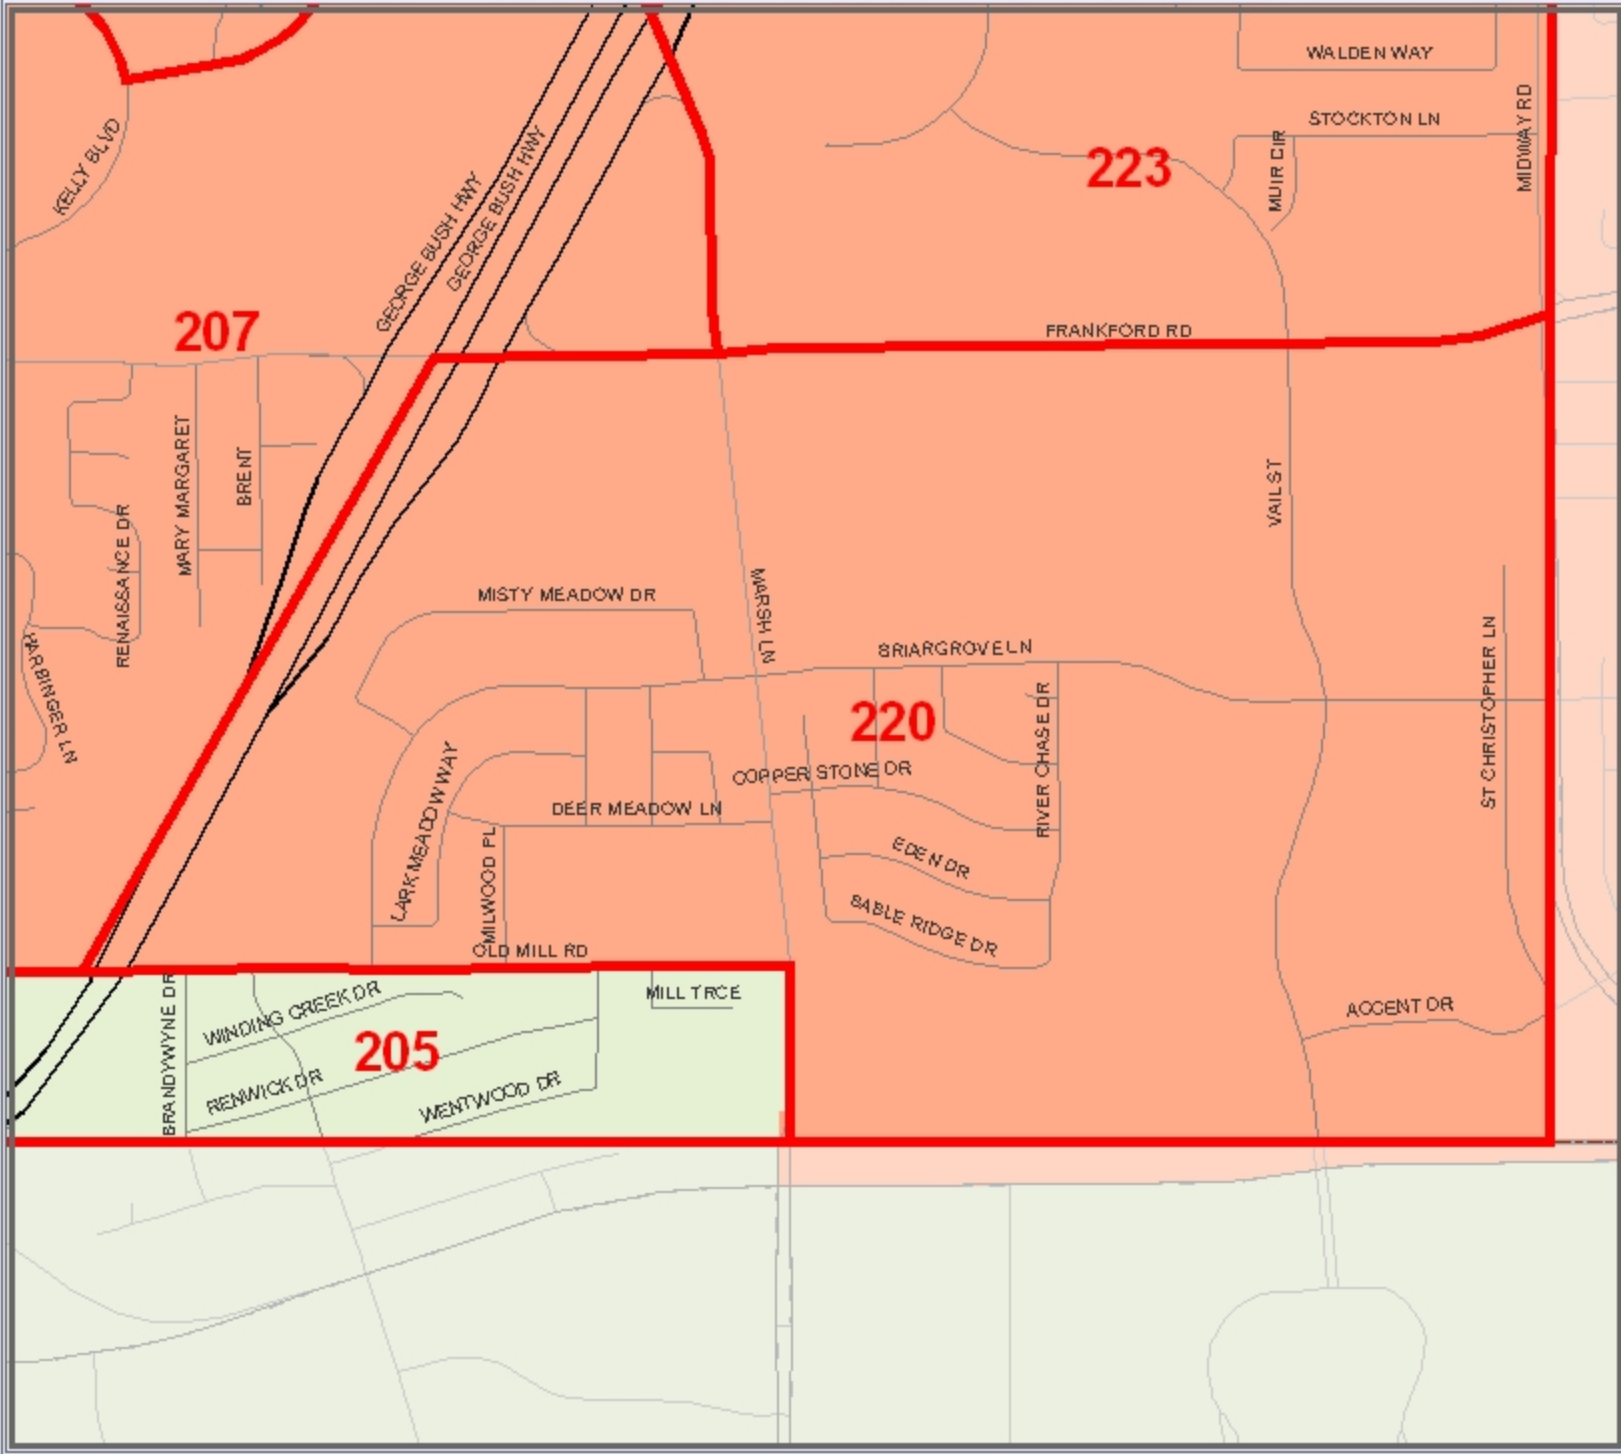 WALDEN WAY
STOCKTON LN
MIDWAY RD
MUIR CIR
223
KELLY BLVD
GEORGE BUSH HWY
GEORGE BUSH HWY
207
FRANKFORD RD
MARY MARGARET
BRENT
RENAISSANCE DR
HARBINGER LN
VAIL ST
MISTY MEADOW DR
MARSH LN
BRIARGROVE LN
ST CHRISTOPHER LN
220
RIVER CHASE DR
COPPER STONE DR
LARK MEADOW WAY
DEER MEADOW LN
MILWOOD PL
EDEN DR
SABLE RIDGE DR
OLD MILL RD
BRANDYWYNE DR
WINDING CREEK DR
MILL TRCE
ACCENT DR
205
RENWICK DR
WENTWOOD DR